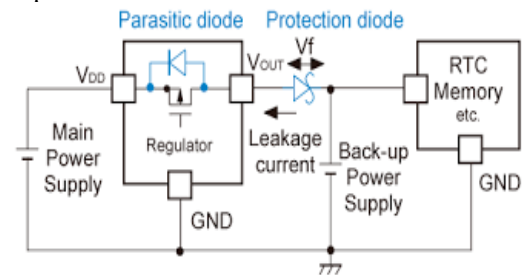 Parasitic diode
Protection diode
Vf
VDD
VOUT
RTC
Memory
etc.
Regulator
Leakage
current
Main
Power
Supply
Back-up
Power
Supply
GND
GND